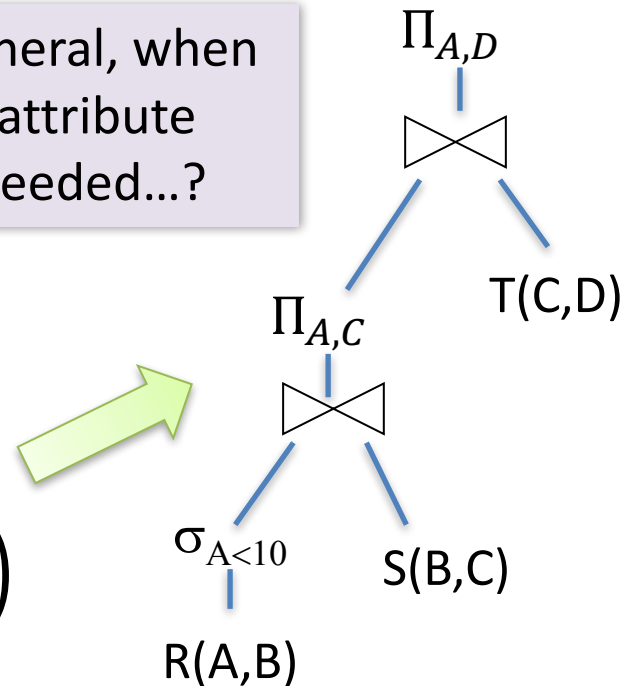 neral, when
attribute
eeded...?
Π_{A,D}
⋈
T(C,D)
Π_{A,C}
⋈
σ_{A<10}
S(B,C)
)
R(A,B)